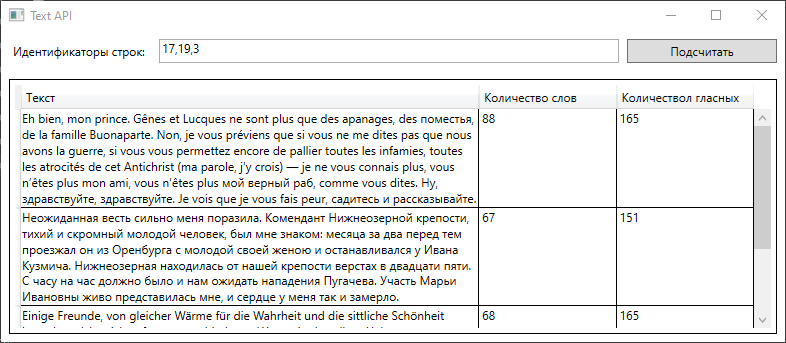 Text API
Идентификаторы строк: 17,19,3 Подсчитать
Текст Количество слов Количествол гласных
Eh bien, mon prince. Gênes et Lucques ne sont plus que des apanages, des поместья, 88 165
de la famille Buonaparte. Non, je vous préviens que si vous ne me dites pas que nous
avons la guerre, si vous vous permettez encore de pallier toutes les infamies, toutes
les atrocités de cet Antichrist (ma parole, j'y crois) — je ne vous connais plus, vous
n'êtes plus mon ami, vous n'êtes plus мой верный раб, comme vous dites. Ну,
здравствуйте, здравствуйте. Je vois que je vous fais peur, садитесь и рассказывайте.
Неожиданная весть сильно меня поразила. Комендант Нижнеозерной крепости, 67 151
тихий и скромный молодой человек, был мне знаком: месяца за два перед тем
проезжал он из Оренбурга с молодой своей женою и останавливался у Ивана
Кузмича. Нижнеозерная находилась от нашей крепости верстах в двадцати пяти.
С часу на час должно было и нам ожидать нападения Пугачева. Участь Марьи
Ивановны живо представилась мне, и сердце у меня так и замерло.
Einige Freunde, von gleicher Wärme für die Wahrheit und die sittliche Schönheit 68 165